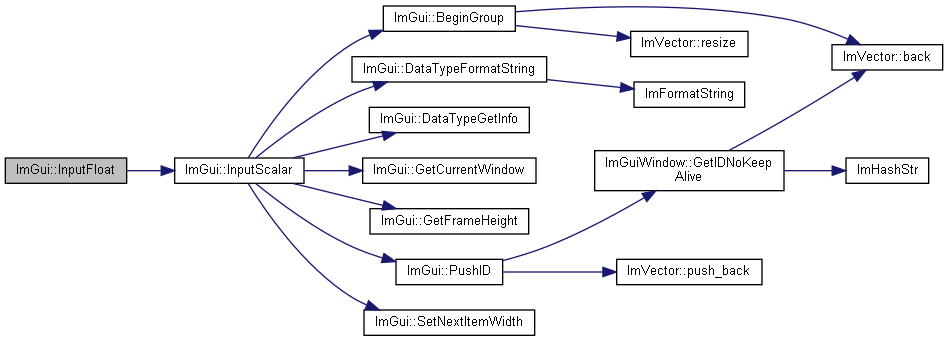 ImGui::InputFloat
ImGui::InputScalar
ImGui::BeginGroup
ImGui::DataTypeFormatString
ImGui::DataTypeGetInfo
ImGui::GetCurrentWindow
ImGui::GetFrameHeight
ImGui::PushID
ImGui::SetNextItemWidth
ImVector::resize
ImFormatString
ImGuiWindow::GetIDNoKeep
Alive
ImVector::push_back
ImVector::back
ImHashStr